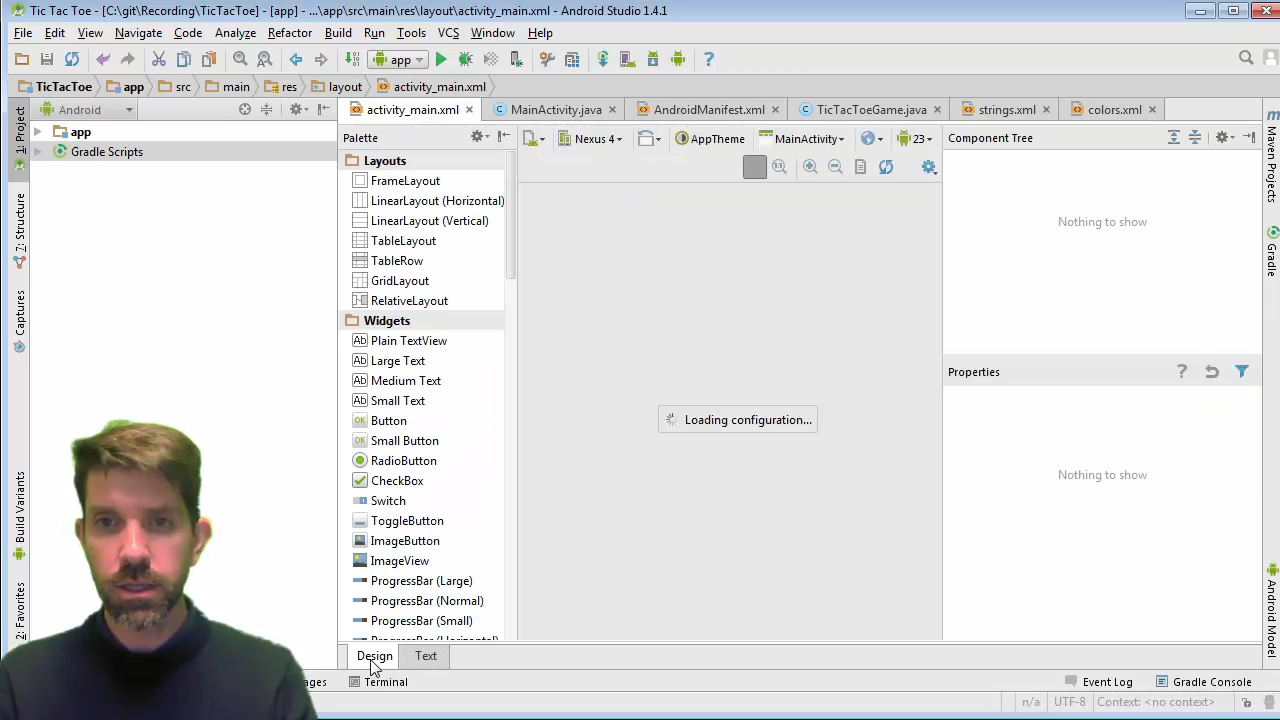 Tic Tac Toe - [C:\git\Recording\TicTacToe] - [app] - ...\app\src\main\res\layout\activity_main.xml - Android Studio 1.4.1
File Edit View Navigate Code Analyze Refactor Build Run Tools VCS Window Help
app
TicTacToe app src main res layout activity_main.xml
1: Project
Android
activity_main.xml MainActivity.java AndroidManifest.xml TicTacToeGame.java strings.xml colors.xml
app
Gradle Scripts
Palette
Nexus 4 AppTheme MainActivity 23
Component Tree
Layouts
FrameLayout
LinearLayout (Horizontal)
LinearLayout (Vertical)
TableLayout
TableRow
GridLayout
RelativeLayout
Widgets
Plain TextView
Large Text
Medium Text
Small Text
Button
Small Button
RadioButton
CheckBox
Switch
ToggleButton
ImageButton
ImageView
ProgressBar (Large)
ProgressBar (Normal)
ProgressBar (Small)
ProgressBar (Horizontal)
Loading configuration...
Nothing to show
Properties
Nothing to show
7: Structure
Captures
Build Variants
2: Favorites
Maven Projects
Gradle
Android Model
Design Text
Terminal
Event Log Gradle Console
n/a UTF-8 Context: <no context>